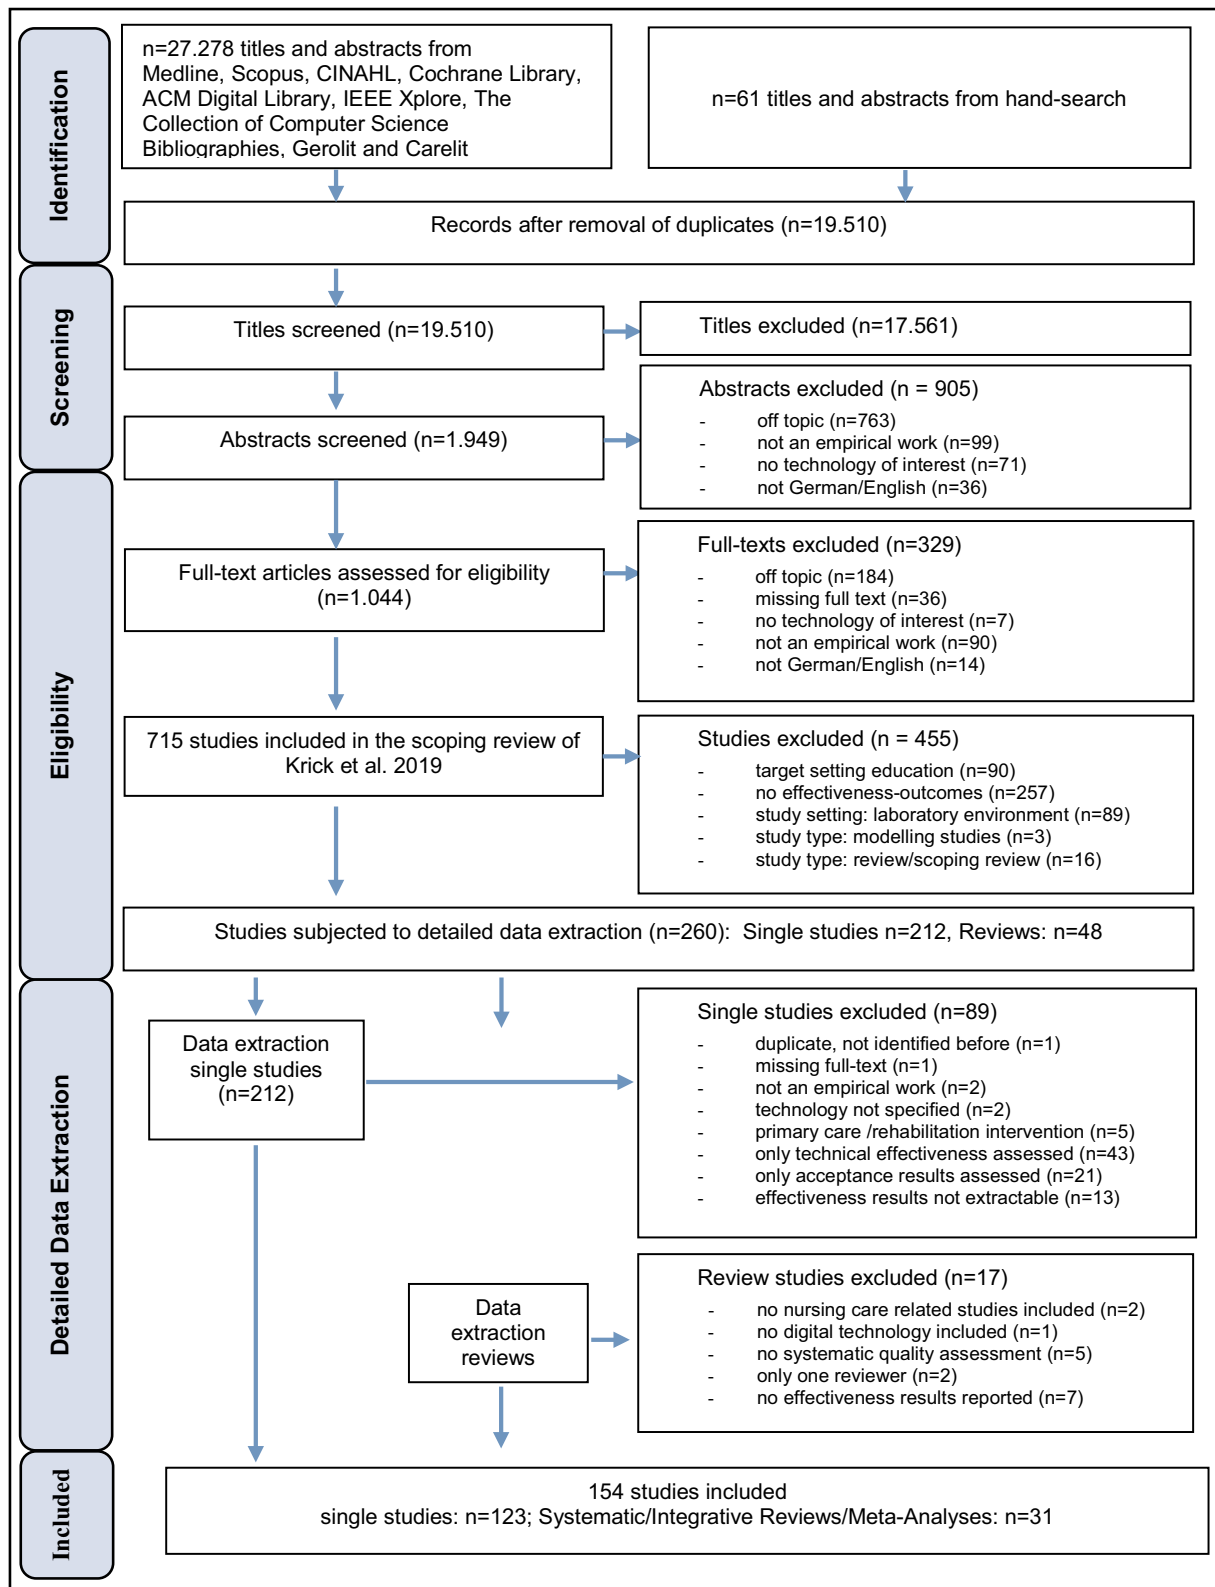 Identification
n=27.278 titles and abstracts from
Medline, Scopus, CINAHL, Cochrane Library,
ACM Digital Library, IEEE Xplore, The
Collection of Computer Science
Bibliographies, Gerolit and Carelit
n=61 titles and abstracts from hand-search
Records after removal of duplicates (n=19.510)
Screening
Titles screened (n=19.510)
Titles excluded (n=17.561)
Abstracts screened (n=1.949)
Abstracts excluded (n = 905)
- off topic (n=763)
- not an empirical work (n=99)
- no technology of interest (n=71)
- not German/English (n=36)
Eligibility
Full-text articles assessed for eligibility
(n=1.044)
Full-texts excluded (n=329)
- off topic (n=184)
- missing full text (n=36)
- no technology of interest (n=7)
- not an empirical work (n=90)
- not German/English (n=14)
715 studies included in the scoping review of
Krick et al. 2019
Studies excluded (n = 455)
- target setting education (n=90)
- no effectiveness-outcomes (n=257)
- study setting: laboratory environment (n=89)
- study type: modelling studies (n=3)
- study type: review/scoping review (n=16)
Studies subjected to detailed data extraction (n=260): Single studies n=212, Reviews: n=48
Detailed Data Extraction
Data extraction
single studies
(n=212)
Single studies excluded (n=89)
- duplicate, not identified before (n=1)
- missing full-text (n=1)
- not an empirical work (n=2)
- technology not specified (n=2)
- primary care /rehabilitation intervention (n=5)
- only technical effectiveness assessed (n=43)
- only acceptance results assessed (n=21)
- effectiveness results not extractable (n=13)
Data
extraction
reviews
Review studies excluded (n=17)
- no nursing care related studies included (n=2)
- no digital technology included (n=1)
- no systematic quality assessment (n=5)
- only one reviewer (n=2)
- no effectiveness results reported (n=7)
Included
154 studies included
single studies: n=123; Systematic/Integrative Reviews/Meta-Analyses: n=31